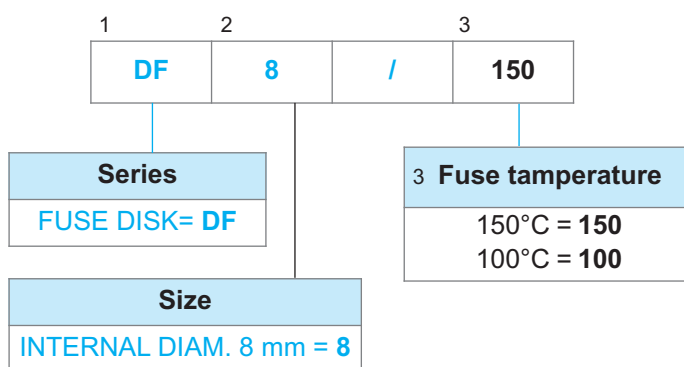 1 2 3
DF 8 / 150
Series
FUSE DISK= DF
3 Fuse tamperature
150°C = 150
100°C = 100
Size
INTERNAL DIAM. 8 mm = 8